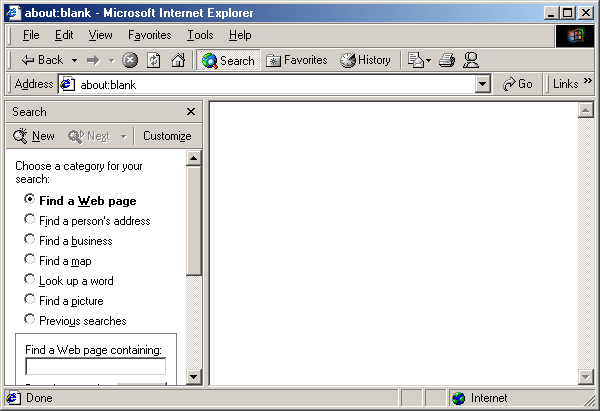 about:blank - Microsoft Internet Explorer
File Edit View Favorites Tools Help
Back Search Favorites History
Address about:blank Go Links »
Search
New Next Customize
Choose a category for your
search:
Find a Web page
Find a person's address
Find a business
Find a map
Look up a word
Find a picture
Previous searches
Find a Web page containing:
Done Internet